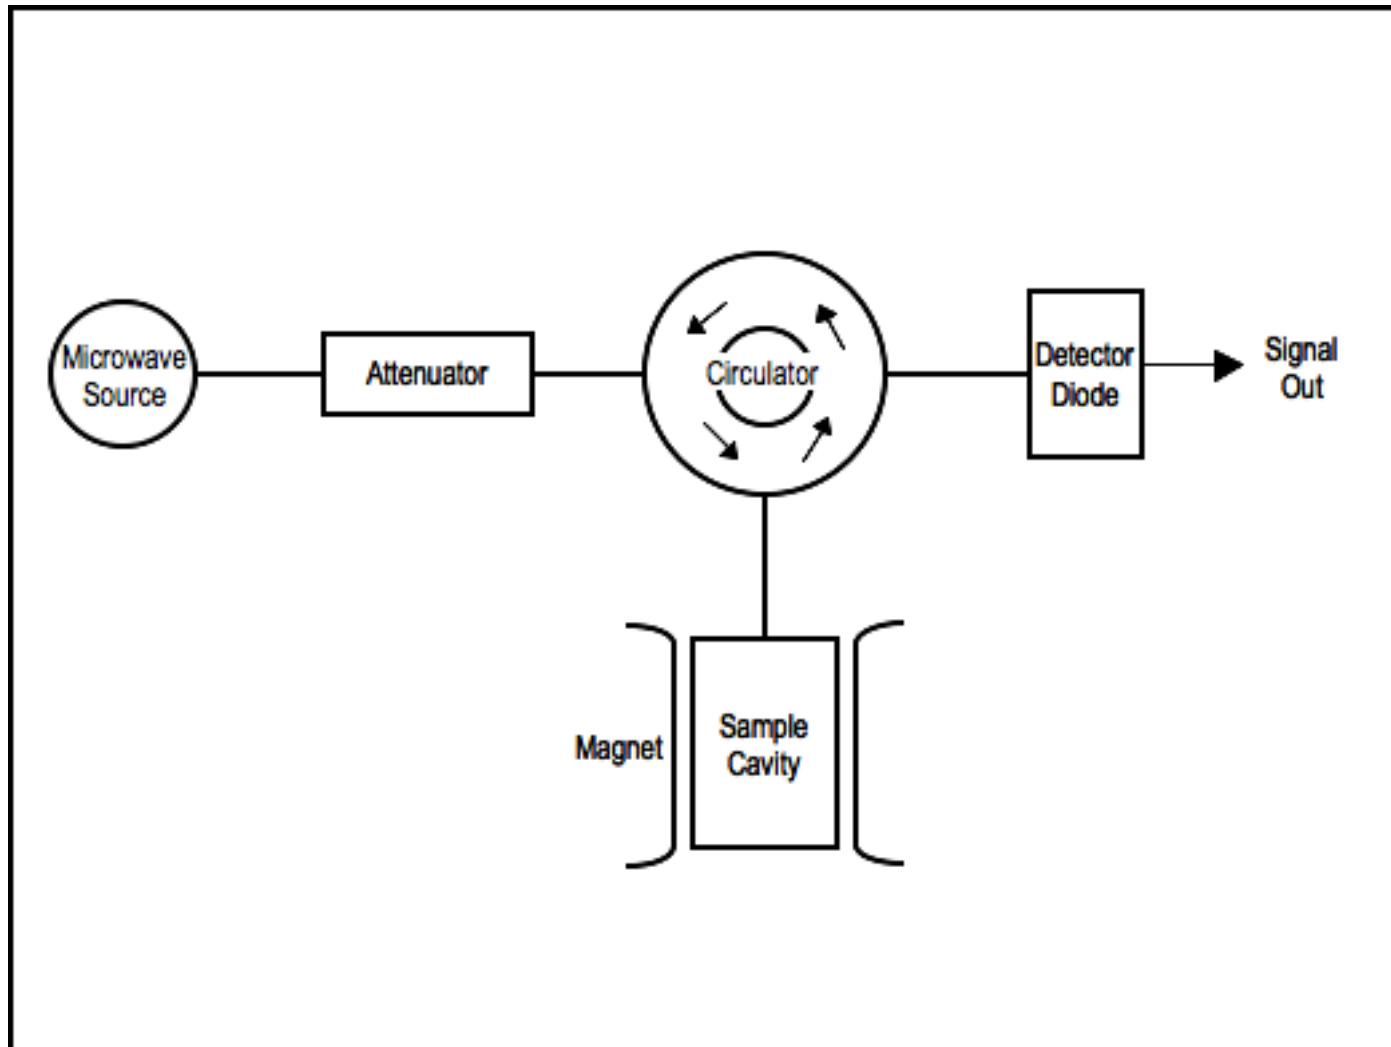 Microwave
Source
Attenuator
Circulator
Detector
Diode
Signal
Out
Magnet
Sample
Cavity